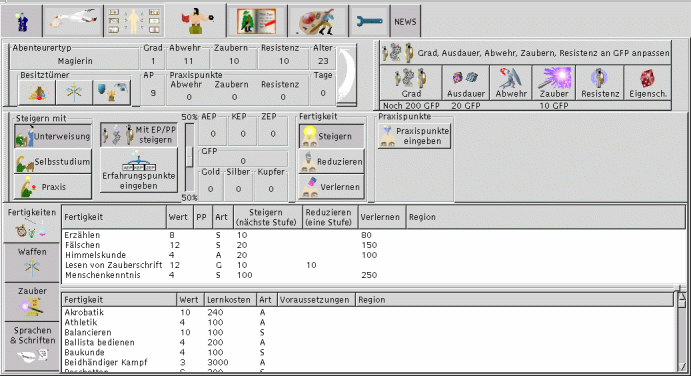 NEWS
Abenteurertyp Grad Abwehr Zaubern Resistenz Alter
Magierin 1 11 10 10 23
Besitztümer AP Praxispunkte Tage
Abwehr Zaubern Resistenz
9 0 0 0 0
Grad, Ausdauer, Abwehr, Zaubern, Resistenz an GFP anpassen
Grad Ausdauer Abwehr Zauber Resistenz Eigensch.
Noch 200 GFP 20 GFP 10 GFP
Steigern mit
Unterweisung
Selbststudium
Praxis
Mit EP/PP steigern
Erfahrungspunkte eingeben
50%
50%
AEP KEP ZEP
0 0 0
GFP
0
Gold Silber Kupfer
0 0 0
Fertigkeit
Steigern
Reduzieren
Verlernen
Praxispunkte
Praxispunkte eingeben
Fertigkeiten
Waffen
Zauber
Sprachen
& Schriften
Fertigkeit Wert PP Art Steigern (nächste Stufe) Reduzieren (eine Stufe) Verlernen Region
Erzählen 8 S 10 80
Fälschen 12 S 20 150
Himmelskunde 4 A 20 100
Lesen von Zauberschrift 12 G 10 10
Menschenkenntnis 4 S 100 250
Fertigkeit Wert Lernkosten Art Voraussetzungen Region
Akrobatik 10 240 A
Athletik 4 100 A
Balancieren 10 100 S
Ballista bedienen 4 200 A
Baukunde 4 100 A
Beidhändiger Kampf 3 3000 A